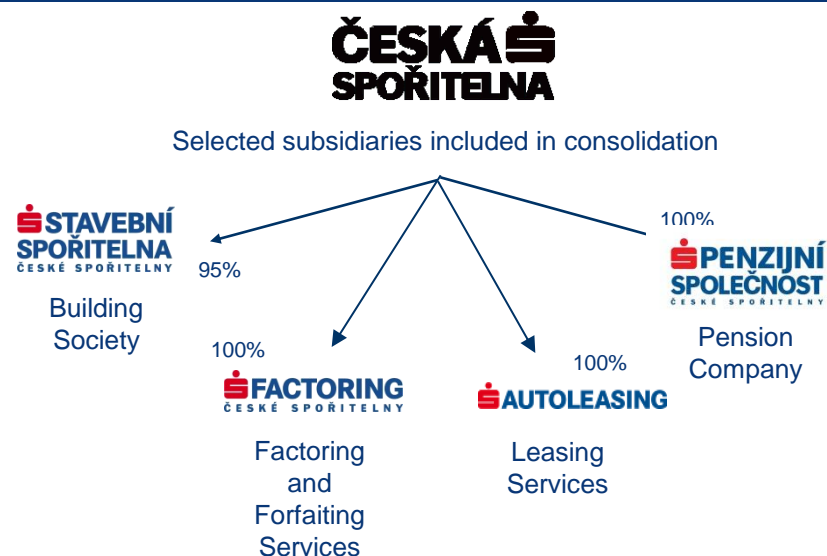 ČESKÁ
SPOŘITELNA
Selected subsidiaries included in consolidation
STAVEBNÍ
SPOŘITELNA
ČESKÉ SPOŘITELNY
95%
Building
Society
100%
FACTORING
ČESKÉ SPOŘITELNY
Factoring
and
Forfaiting
Services
100%
AUTOLEASING
Leasing
Services
100%
PENZIJNÍ
SPOLEČNOST
ČESKÉ SPOŘITELNY
Pension
Company